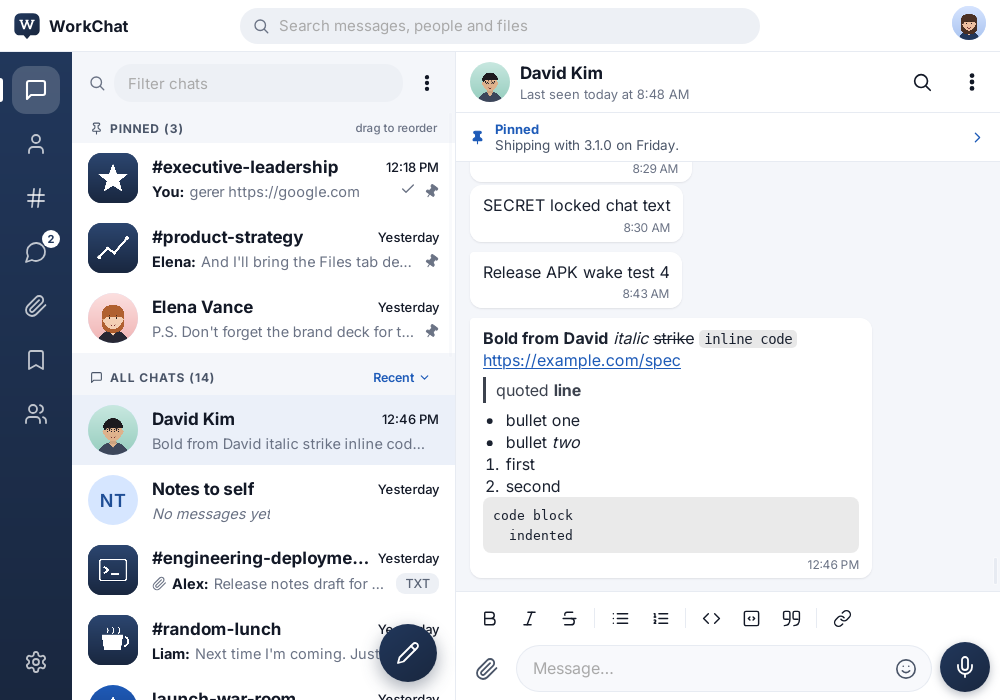 W WorkChat
Search messages, people and files
2
Filter chats
PINNED (3)
drag to reorder
#executive-leadership
12:18 PM
You: gerer https://google.com
#product-strategy
Yesterday
Elena: And I'll bring the Files tab de...
Elena Vance
Yesterday
P.S. Don't forget the brand deck for t...
ALL CHATS (14)
Recent
David Kim
12:46 PM
Bold from David italic strike inline cod...
NT
Notes to self
Yesterday
No messages yet
#engineering-deployme...
Yesterday
Alex: Release notes draft for ...
TXT
#random-lunch
Liam: Next time I'm coming. Just
launch-war-room
Yesterday
David Kim
Last seen today at 8:48 AM
Pinned
Shipping with 3.1.0 on Friday.
8:29 AM
SECRET locked chat text
8:30 AM
Release APK wake test 4
8:43 AM
Bold from David italic strike inline code
https://example.com/spec
quoted line
• bullet one
• bullet two
1. first
2. second
code block
  indented
12:46 PM
B I S
Message...